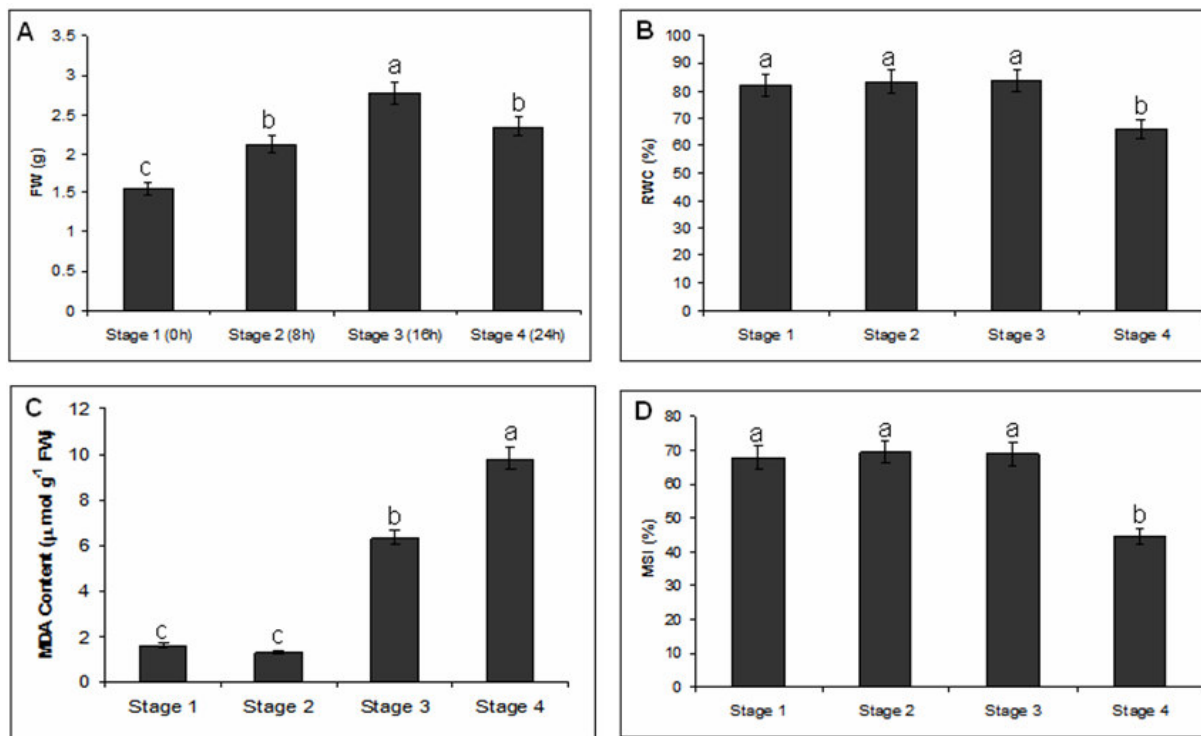 A
FW (g)
3.5
3
2.5
2
1.5
1
0.5
0
c
b
a
b
Stage 1 (0h) Stage 2 (8h) Stage 3 (16h) Stage 4 (24h)
B
RWC (%)
100
90
80
70
60
50
40
30
20
10
0
a
a
a
b
Stage 1 Stage 2 Stage 3 Stage 4
C
MDA Content (µ mol g⁻¹ FW)
12
10
8
6
4
2
0
c
c
b
a
Stage 1 Stage 2 Stage 3 Stage 4
D
MSI (%)
80
70
60
50
40
30
20
10
0
a
a
a
b
Stage 1 Stage 2 Stage 3 Stage 4